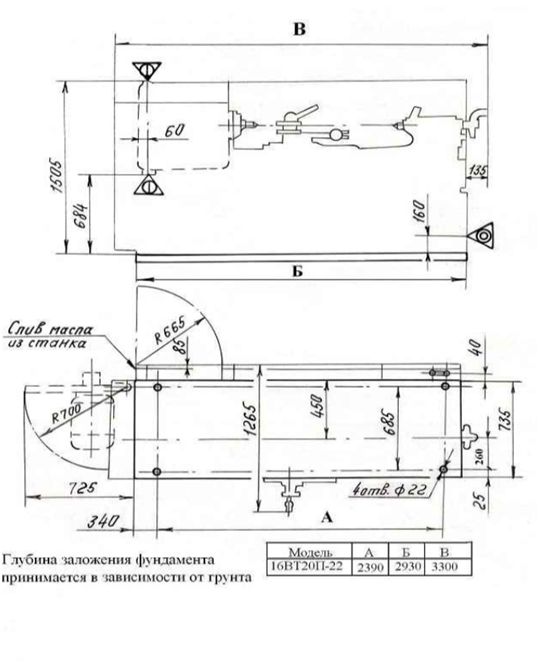 В
60
1505
684
135
160
Б
R665
Слив масла
из станка
85
40
R700
1265
450
685
735
260
725
4отв. ф22
25
340
А
Глубина заложения фундамента
принимается в зависимости от грунта
Модель А Б В
16ВТ20П-22 2390 2930 3300